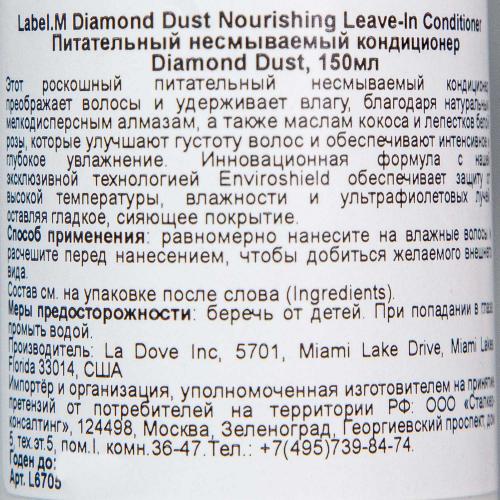 Label.M Diamond Dust Nourishing Leave-In Conditioner
Питательный несмываемый кондиционер
Diamond Dust, 150мл
Этот роскошный питательный несмываемый кондиционер
преображает волосы и удерживает влагу, благодаря натуральным
мелкодисперсным алмазам, а также маслам кокоса и лепестков белой
розы, которые улучшают густоту волос и обеспечивают интенсивное и
глубокое увлажнение. Инновационная формула с нашей
эксклюзивной технологией Enviroshield обеспечивает защиту от
высокой температуры, влажности и ультрафиолетовых лучей
оставляя гладкое, сияющее покрытие.
Способ применения: равномерно нанесите на влажные волосы и
расчешите перед нанесением, чтобы добиться желаемого внешнего
вида.
Состав см. на упаковке после слова (Ingredients).
Меры предосторожности: беречь от детей. При попадании в глаза
промыть водой.
Производитель: La Dove Inc, 5701, Miami Lake Drive, Miami Lakes
Florida 33014, США
Импортёр и организация, уполномоченная изготовителем на принятие
претензий от потребителей на территории РФ: ООО «Сталкер-
консалтинг», 124498, Москва, Зеленоград, Георгиевский проспект, дом
5, тех.эт.5, пом.I. комн.36-47.Тел.: +7(495)739-84-74.
Годен до:
Арт. L6705